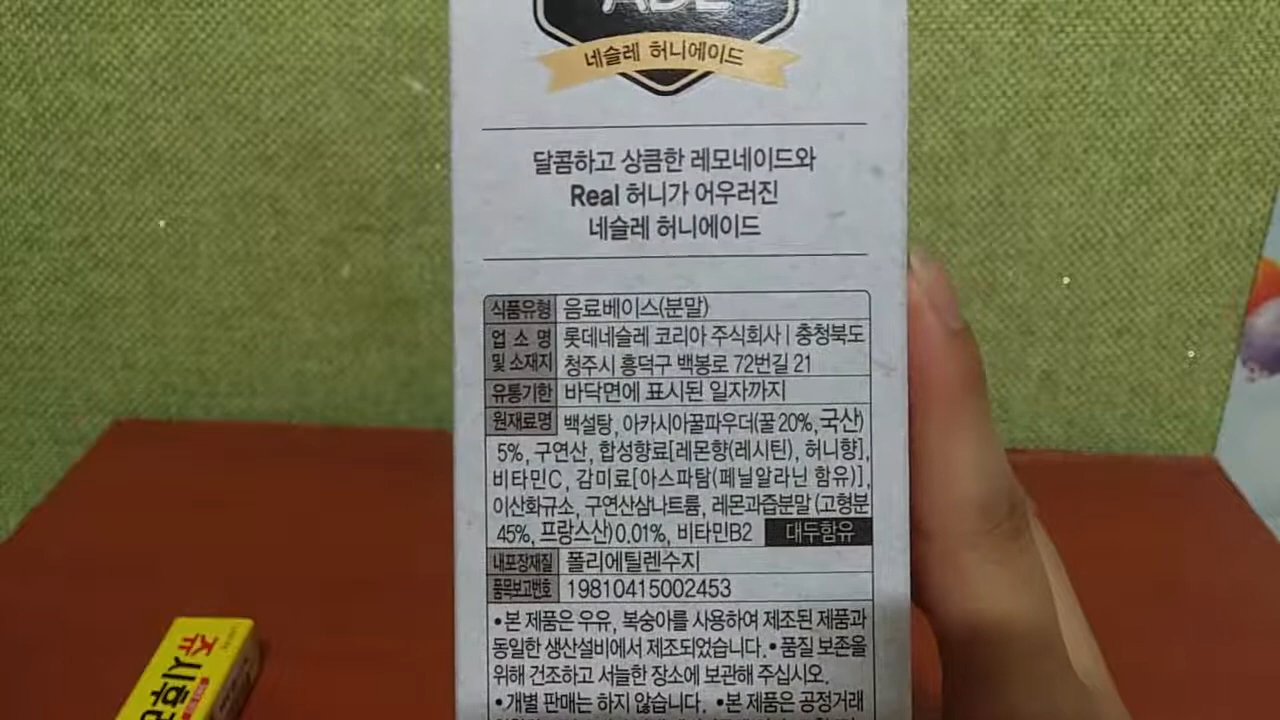 네슬레 허니에이드
달콤하고 상큼한 레모네이드와
Real 허니가 어우러진
네슬레 허니에이드
식품유형 음료베이스(분말)
업 소 명 롯데네슬레 코리아 주식회사 | 충청북도
및 소재지 청주시 흥덕구 백봉로 72번길 21
유통기한 바닥면에 표시된 일자까지
원재료명 백설탕, 아카시아꿀파우더(꿀 20%, 국산)
5%, 구연산, 합성향료[레몬향(레시틴), 허니향],
비타민C, 감미료[아스파탐(페닐알라닌 함유)],
이산화규소, 구연산삼나트륨, 레몬과즙분말 (고형분
45%, 프랑스산) 0.01%, 비타민B2 대두함유
내포장재질 폴리에틸렌수지
품목보고번호 19810415002453
• 본 제품은 우유, 복숭아를 사용하여 제조된 제품과
동일한 생산설비에서 제조되었습니다. • 품질 보존을
위해 건조하고 서늘한 장소에 보관해 주십시오.
• 개별 판매는 하지 않습니다. • 본 제품은 공정거래
쥬시후